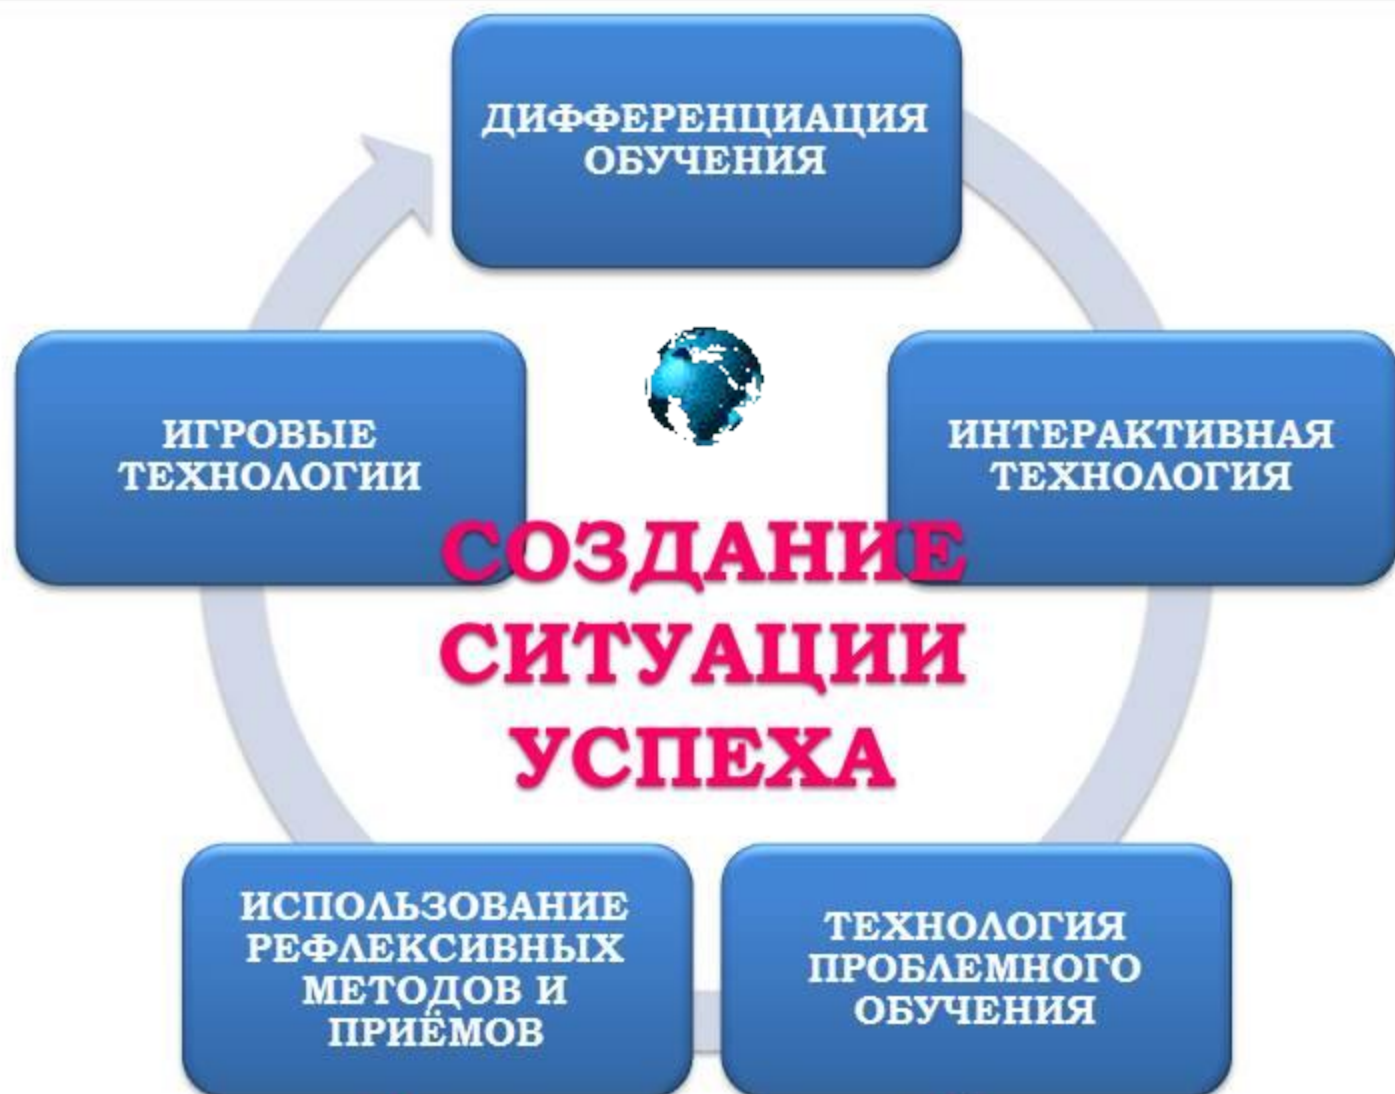 ДИФФЕРЕНЦИАЦИЯ
ОБУЧЕНИЯ
ИГРОВЫЕ
ТЕХНОЛОГИИ
ИНТЕРАКТИВНАЯ
ТЕХНОЛОГИЯ
СОЗДАНИЕ
СИТУАЦИИ
УСПЕХА
ИСПОЛЬЗОВАНИЕ
РЕФЛЕКСИВНЫХ
МЕТОДОВ И
ПРИЁМОВ
ТЕХНОЛОГИЯ
ПРОБЛЕМНОГО
ОБУЧЕНИЯ